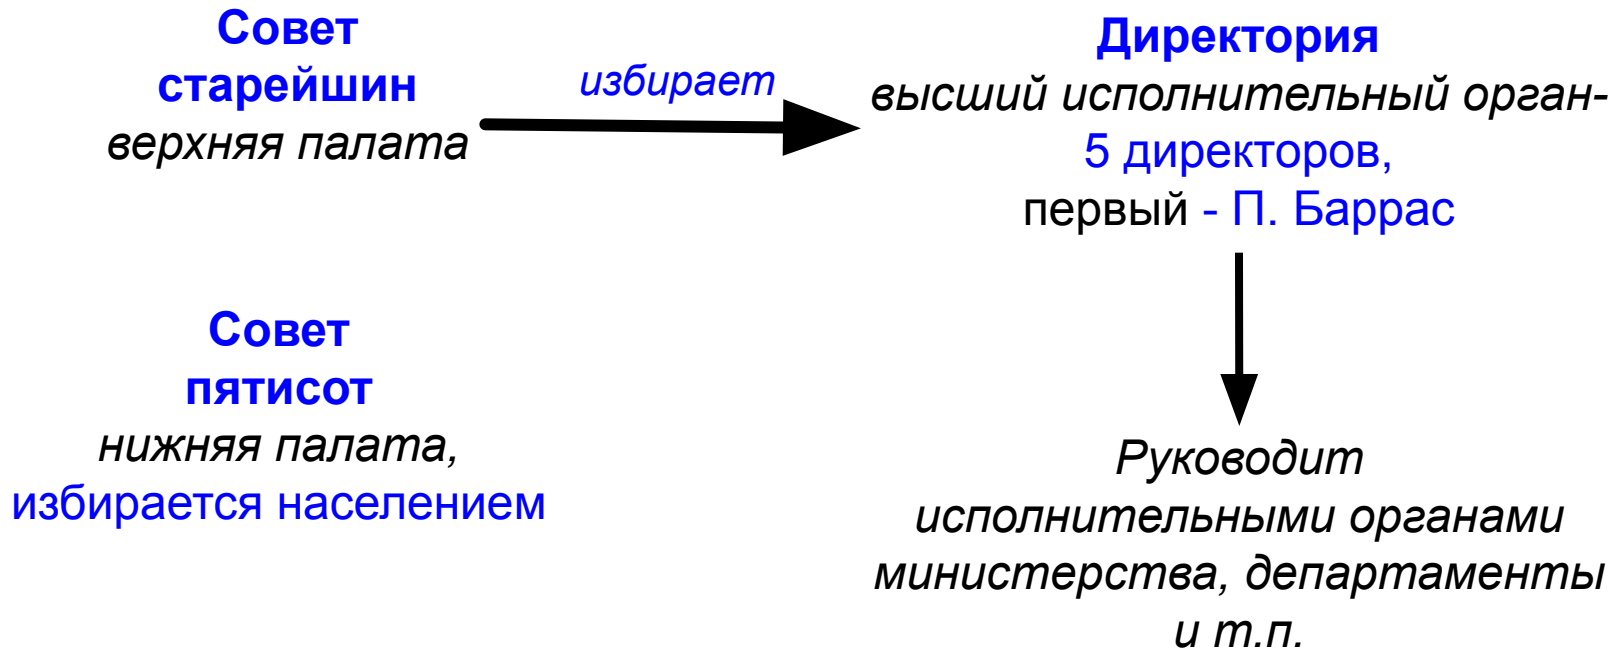 Совет
старейшин
верхняя палата
избирает
Директория
высший исполнительный орган-
5 директоров,
первый - П. Баррас
Совет
пятисот
нижняя палата,
избирается населением
Руководит
исполнительными органами
министерства, департаменты
и т.п.